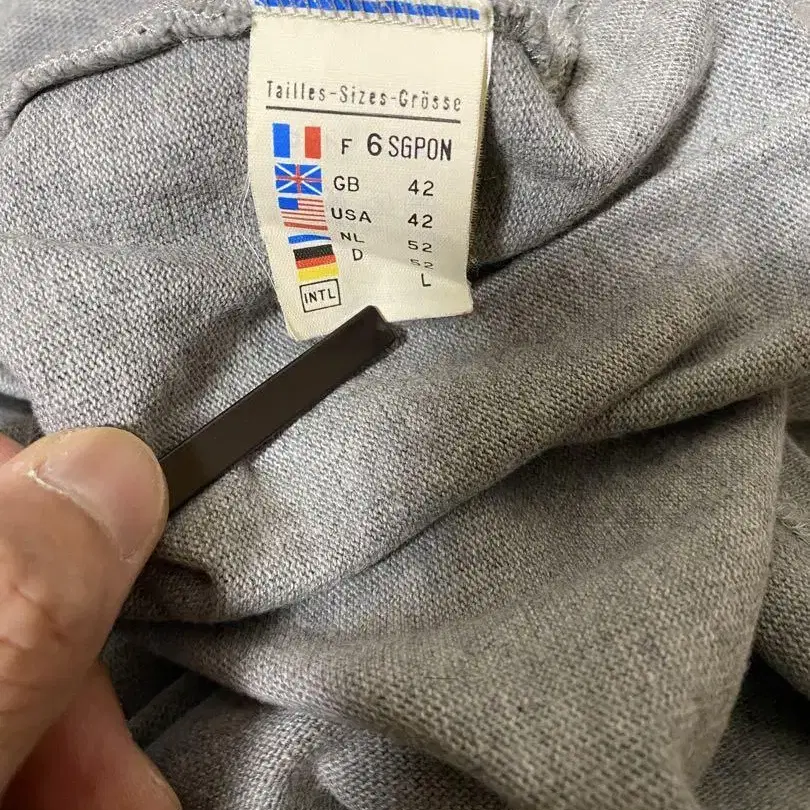 Tailles-Sizes-Grösse
F 6 SGPON
GB 42
USA 42
NL 52
D 52
INTL L